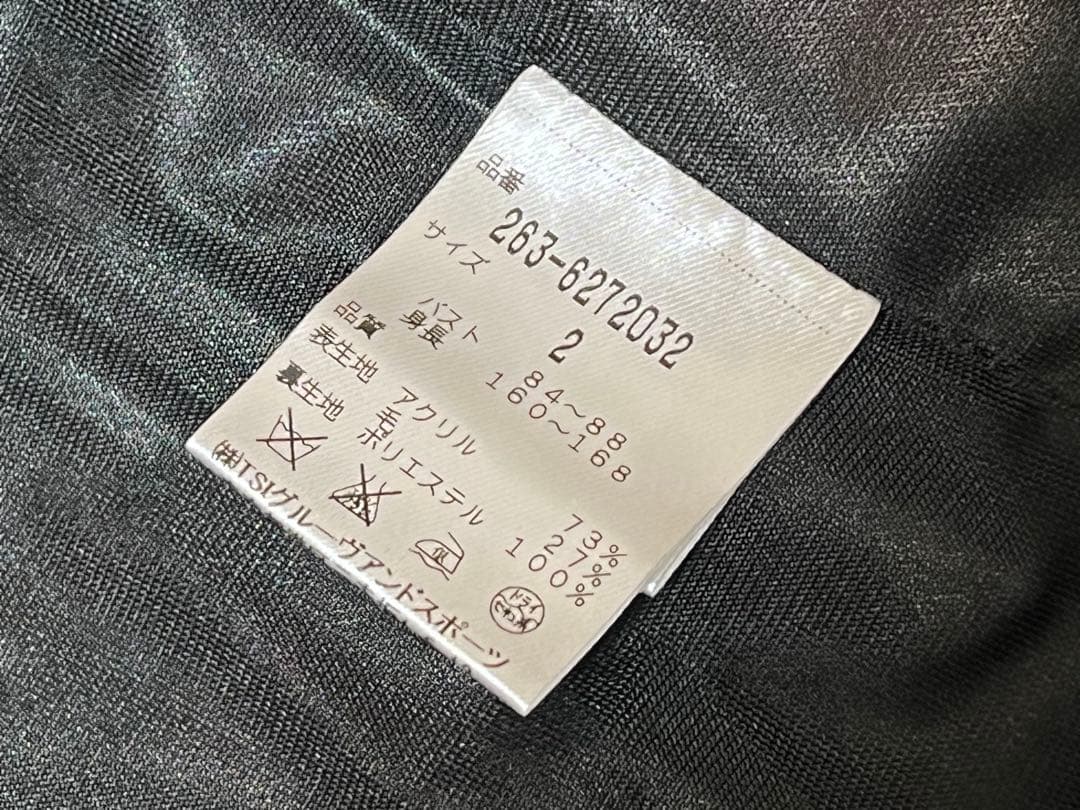 品番
263-6272032
サイズ 2
バスト 84～88
身長 160～168
品質
表生地 アクリル 73%
毛 27%
裏生地 ポリエステル 100%
ドライ
㈱TSIグルーヴアンドスポーツ